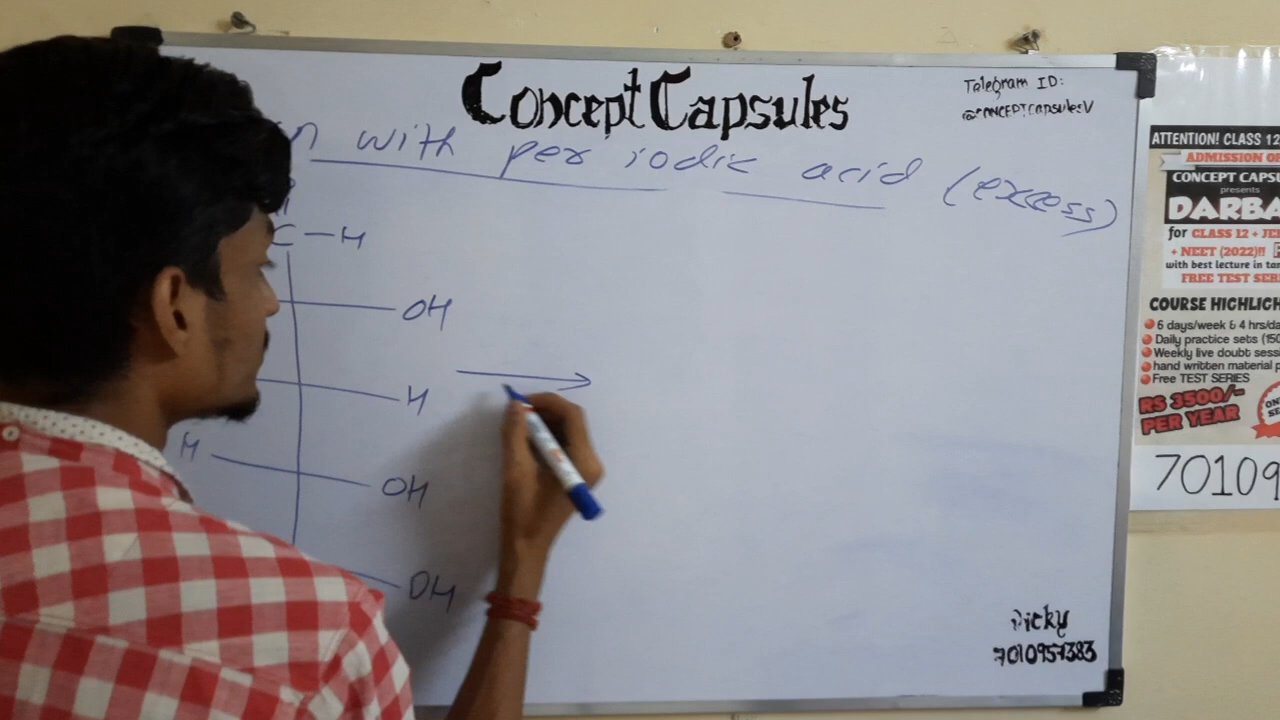 Concept Capsules
Telegram ID:
@CONCEPTCapsulesV
n with per iodic acid (excess)
C-H
OH
H
H
OH
OH
Vicky
7010957383
ATTENTION! CLASS 12
ADMISSION
CONCEPT CAPSU
presents
DARBA
for CLASS 12 + JE
+ NEET (2022)!!
with best lecture in
FREE TEST SER
COURSE HIGHLIGH
6 days/week & 4 hrs/da
Daily practice sets (150
Weekly live doubt sess
hand written material p
Free TEST SERIES
RS 3500/-
PER YEAR
70109